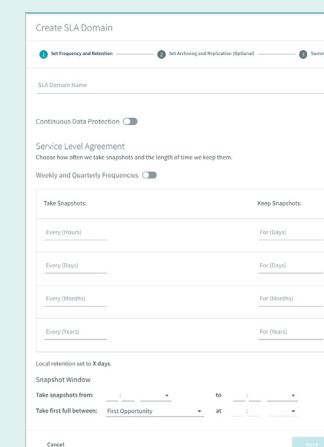 Create SLA Domain
1 Set Frequency and Retention 2 Set Archiving and Replication (Optional) 3
SLA Domain Name
Continuous Data Protection
Service Level Agreement
Choose how often we take snapshots and the length of time we keep them.
Weekly and Quarterly Frequencies
Take Snapshots: Keep Snapshots:
Every (Hours) For (Days)
Every (Days) For (Days)
Every (Months) For (Months)
Every (Years) For (Years)
Local retention set to X days.
Snapshot Window
Take snapshots from: : to :
Take first full between: First Opportunity at :
Cancel Next